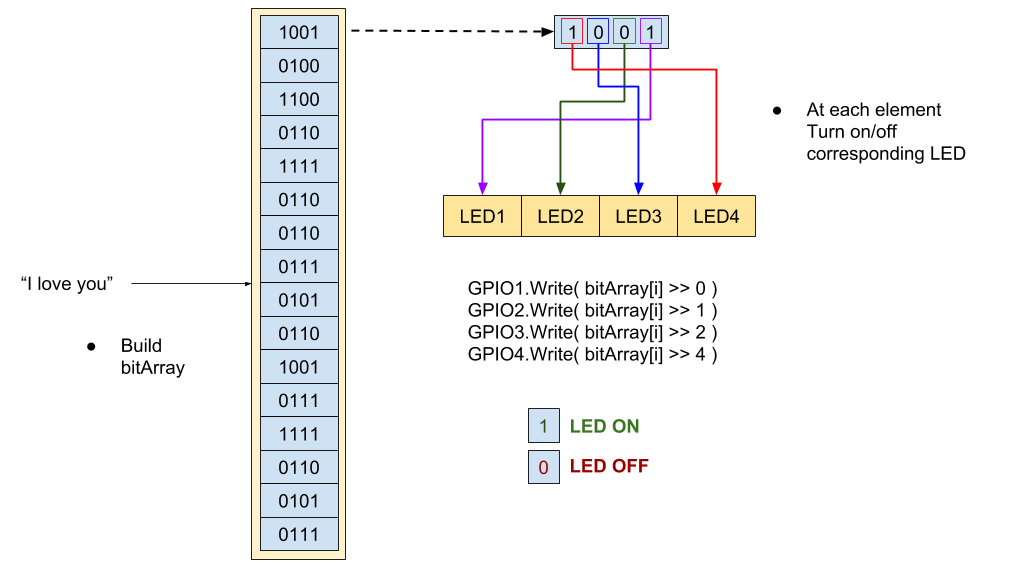 1001
0100
1100
0110
1111
0110
0110
0111
0101
0110
1001
0111
1111
0110
0101
0111
“I love you”
● Build
bitArray
1 0 0 1
● At each element
Turn on/off
corresponding LED
LED1 LED2 LED3 LED4
GPIO1.Write( bitArray[i] >> 0 )
GPIO2.Write( bitArray[i] >> 1 )
GPIO3.Write( bitArray[i] >> 2 )
GPIO4.Write( bitArray[i] >> 4 )
1 LED ON
0 LED OFF